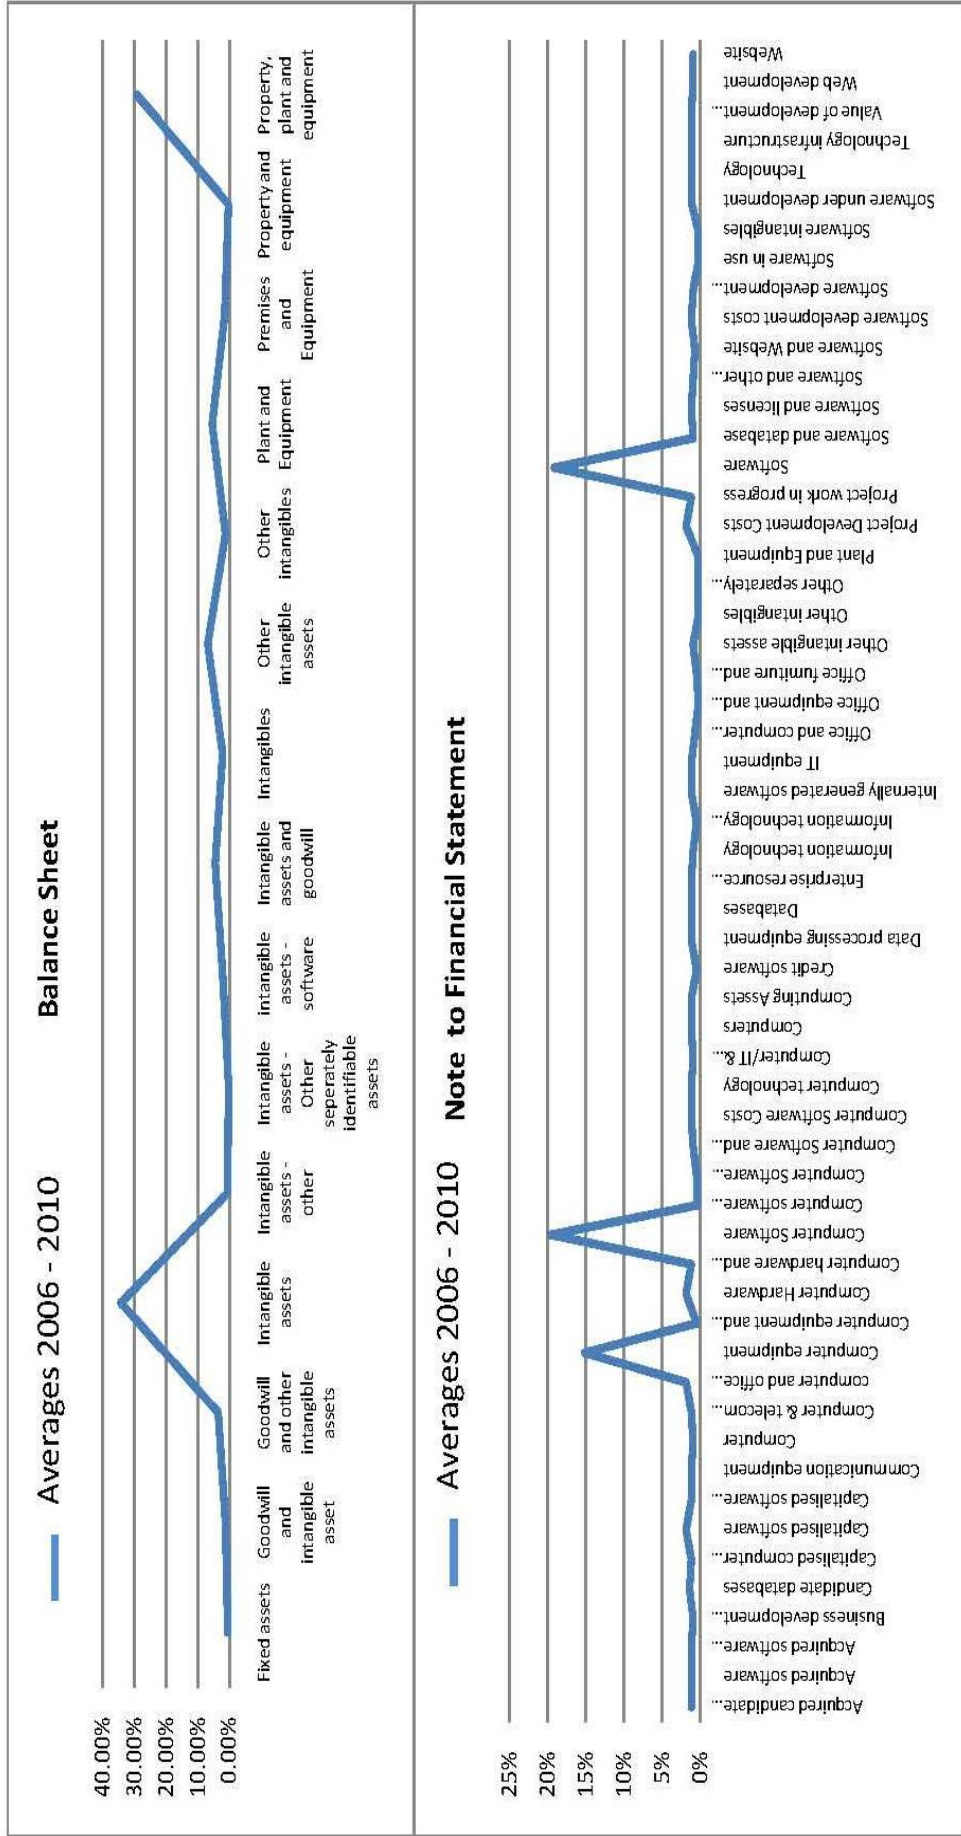 Averages 2006 - 2010 Balance Sheet
40.00%
30.00%
20.00%
10.00%
0.00%
Fixed assets
Goodwill
and
intangible
asset
Goodwill
and other
intangible
assets
Intangible
assets
Intangible
assets -
other
Intangible
assets -
Other
seperately
identifiable
assets
intangible
assets -
software
Intangible
assets and
goodwill
Intangibles
Other
intangible
assets
Other
intangibles
Plant and
Equipment
Premises
and
Equipment
Property and
equipment
Property,
plant and
equipment
Averages 2006 - 2010 Note to Financial Statement
25%
20%
15%
10%
5%
0%
Acquired candidate...
Acquired software
Acquired software...
Business development...
Candidate databases
Capitalised computer...
Capitalised software
Capitalised software...
Communication equipment
Computer
Computer & telecom...
computer and office...
Computer equipment
Computer equipment and...
Computer Hardware
Computer hardware and...
Computer Software
Computer software...
Computer Software...
Computer Software and...
Computer Software Costs
Computer technology
Computer/IT &...
Computers
Computing Assets
Credit software
Data processing equipment
Databases
Enterprise resource...
Information technology
Information technology...
Internally generated software
IT equipment
Office and computer...
Office equipment and...
Office furniture and...
Other intangible assets
Other intangibles
Other separately...
Plant and Equipment
Project Development Costs
Project work in progress
Software
Software and database
Software and licenses
Software and other...
Software and Website
Software development costs
Software development...
Software in use
Software intangibles
Software under development
Technology
Technology infrastructure
Value of development...
Web development
Website